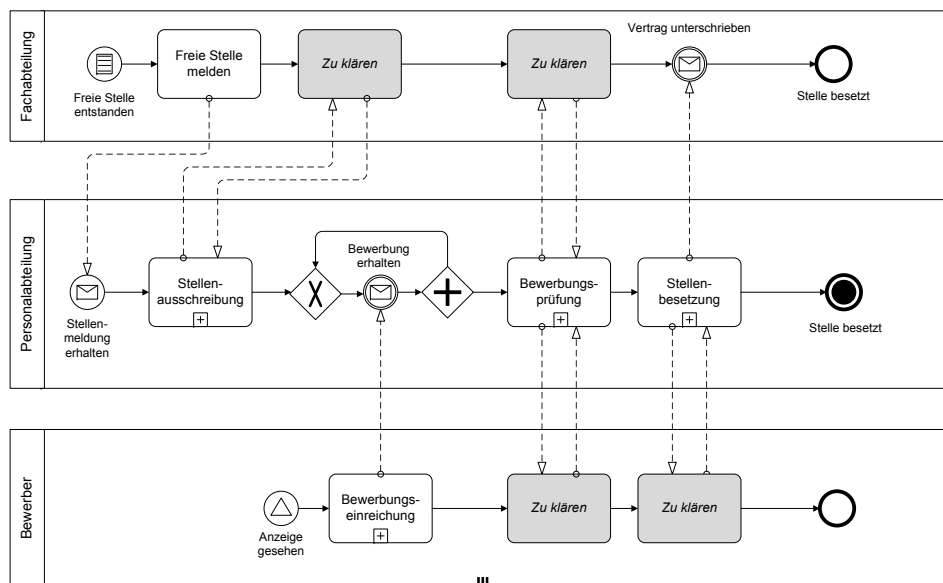 Fachabteilung
Freie Stelle
entstanden
Freie Stelle
melden
Zu klären
Zu klären
Vertrag unterschrieben
Stelle besetzt
Personalabteilung
Stellen-
meldung
erhalten
Stellen-
ausschreibung
Bewerbung
erhalten
Bewerbungs-
prüfung
Stellen-
besetzung
Stelle besetzt
Bewerber
Anzeige
gesehen
Bewerbungs-
einreichung
Zu klären
Zu klären